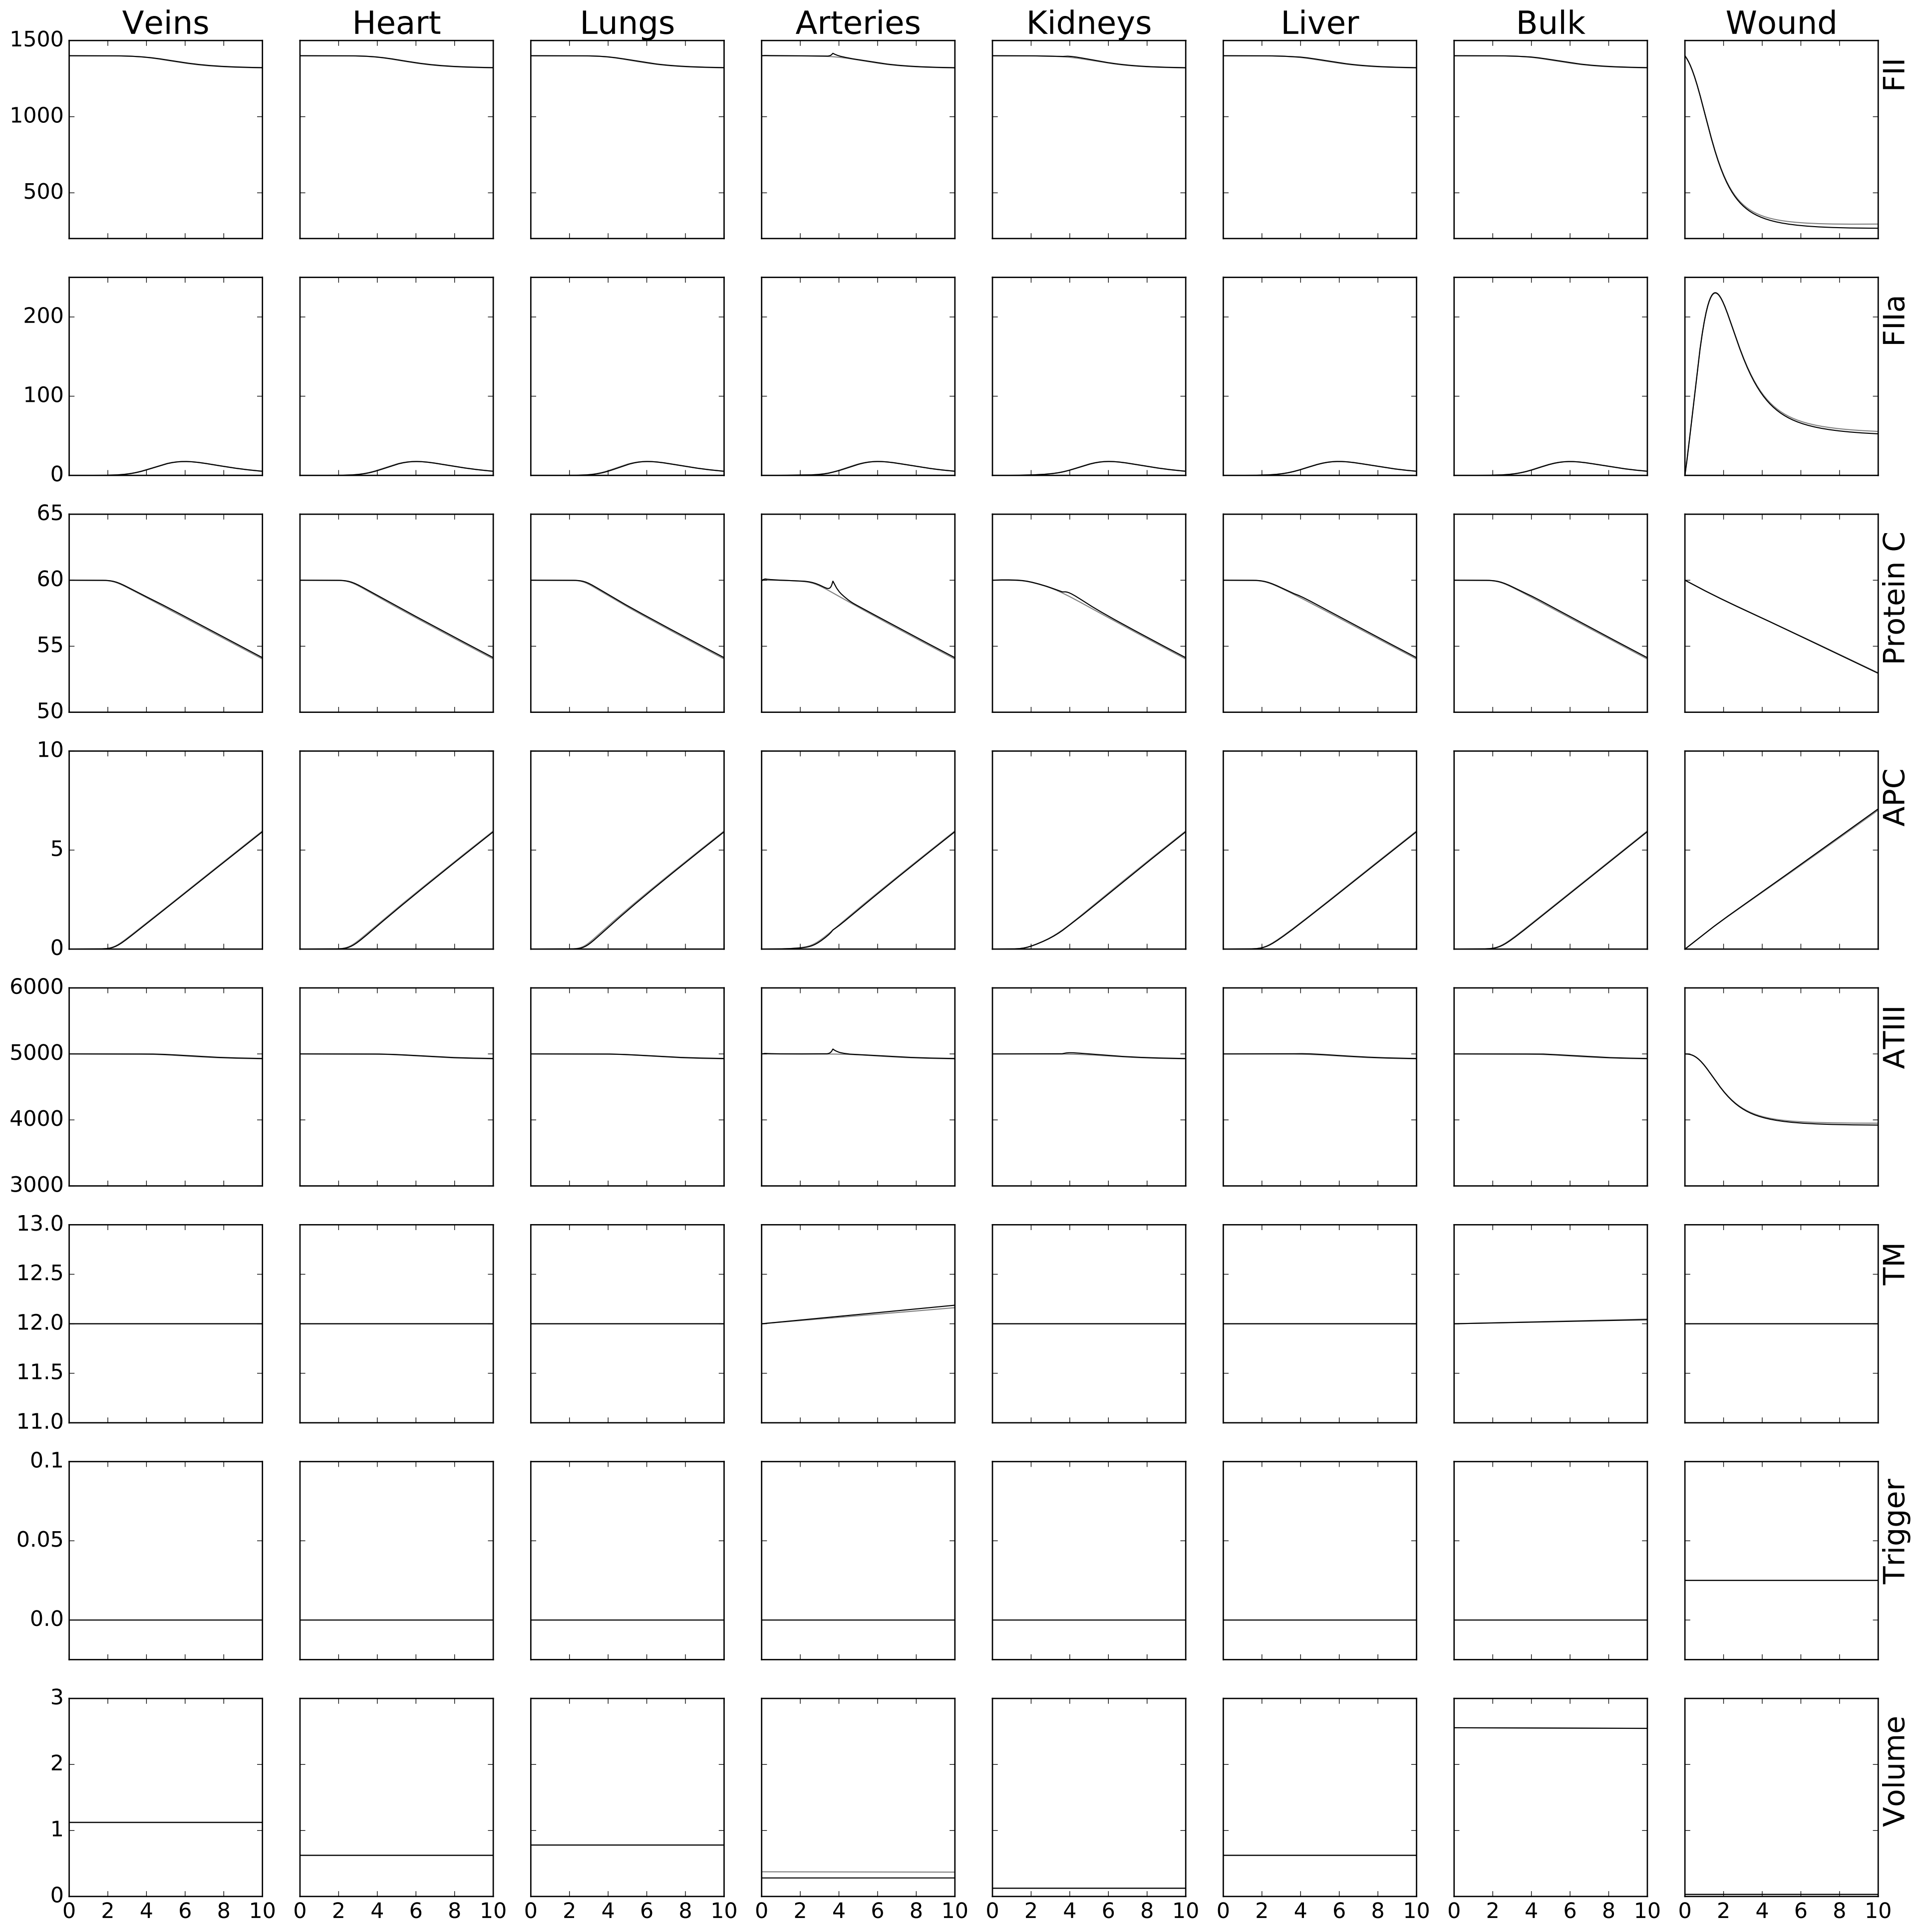 Veins Heart Lungs Arteries Kidneys Liver Bulk Wound
1500
1000
500
FII
200
100
0
FIIa
65
60
55
50
Protein C
10
5
0
APC
6000
5000
4000
3000
ATIII
13.0
12.5
12.0
11.5
11.0
TM
0.1
0.05
0.0
Trigger
3
2
1
0
Volume
0 2 4 6 8 10 0 2 4 6 8 10 0 2 4 6 8 10 0 2 4 6 8 10 0 2 4 6 8 10 0 2 4 6 8 10 0 2 4 6 8 10 0 2 4 6 8 10